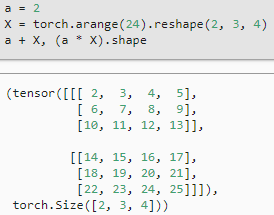 a = 2
X = torch.arange(24).reshape(2, 3, 4)
a + X, (a * X).shape
(tensor([[[ 2,  3,  4,  5],
         [ 6,  7,  8,  9],
         [10, 11, 12, 13]],
        [[14, 15, 16, 17],
         [18, 19, 20, 21],
         [22, 23, 24, 25]]]),
 torch.Size([2, 3, 4]))